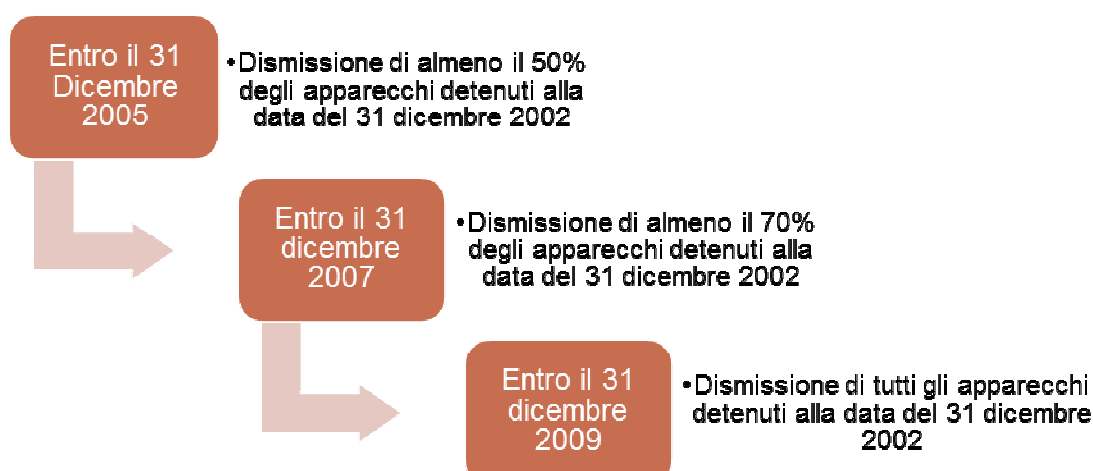 Entro il 31
Dicembre
2005
•Dismissione di almeno il 50%
degli apparecchi detenuti alla
data del 31 dicembre 2002
Entro il 31
dicembre
2007
•Dismissione di almeno il 70%
degli apparecchi detenuti alla
data del 31 dicembre 2002
Entro il 31
dicembre
2009
•Dismissione di tutti gli apparecchi
detenuti alla data del 31 dicembre
2002